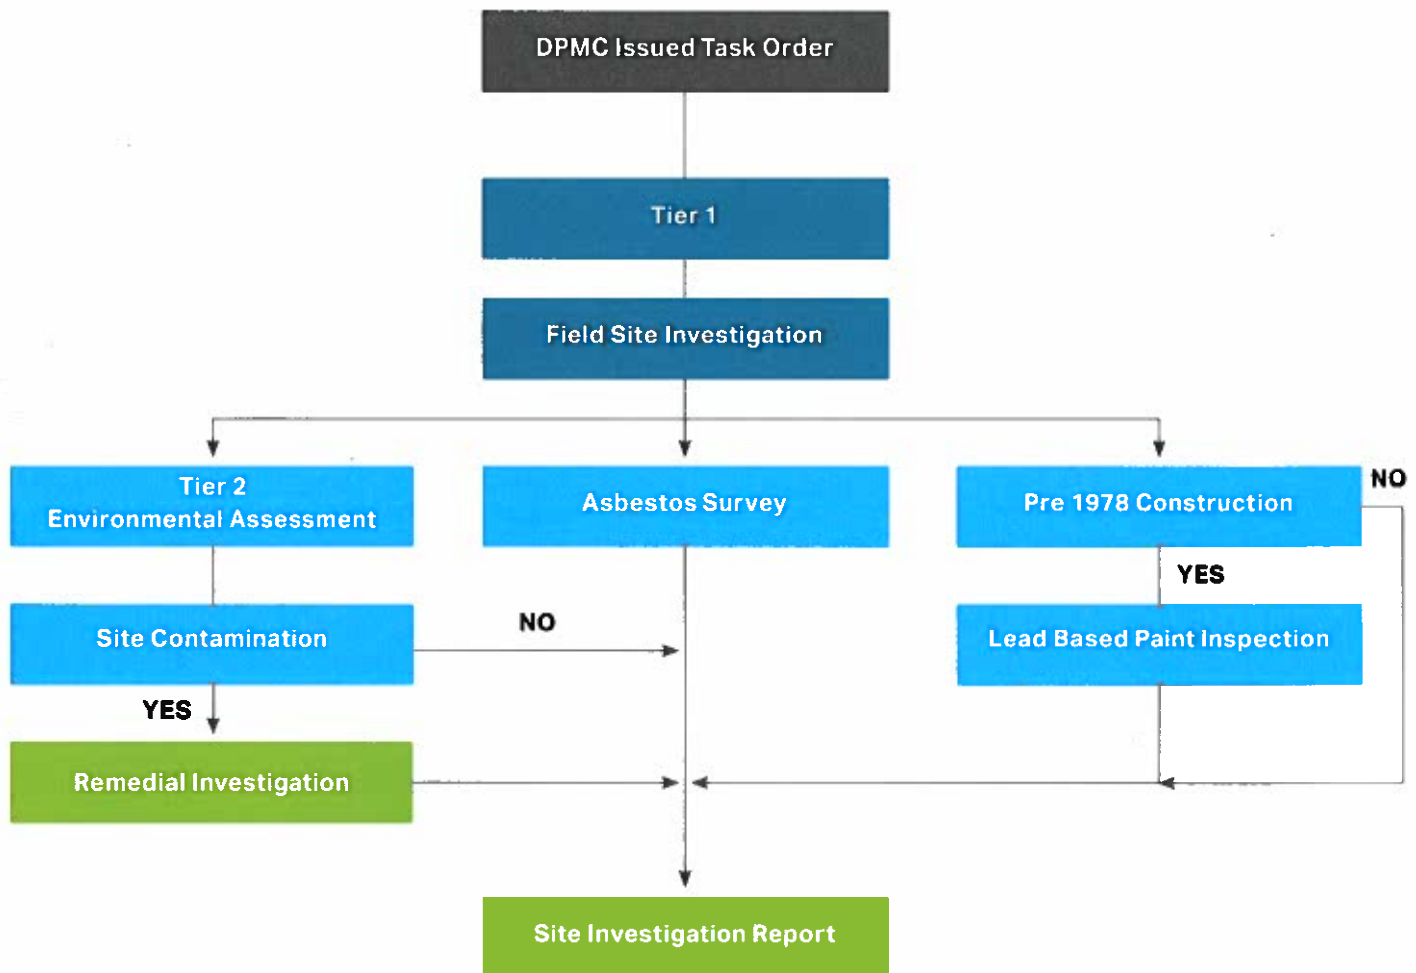 DPMC Issued Task Order
Tier 1
Field Site Investigation
Tier 2
Environmental Assessment
Asbestos Survey
Pre 1978 Construction
NO
YES
Site Contamination
NO
Lead Based Paint Inspection
YES
Remedial Investigation
Site Investigation Report